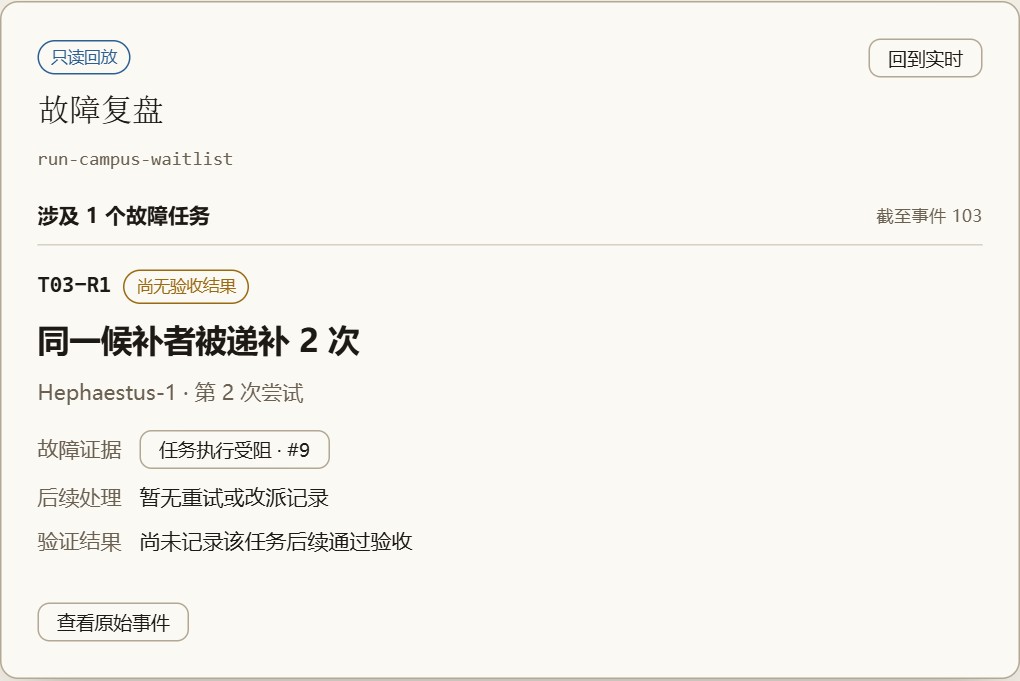 只读回放
回到实时
故障复盘
run-campus-waitlist
涉及 1 个故障任务
截至事件 103
T03-R1 尚无验收结果
同一候补者被递补 2 次
Hephaestus-1 · 第 2 次尝试
故障证据 任务执行受阻 · #9
后续处理 暂无重试或改派记录
验证结果 尚未记录该任务后续通过验收
查看原始事件